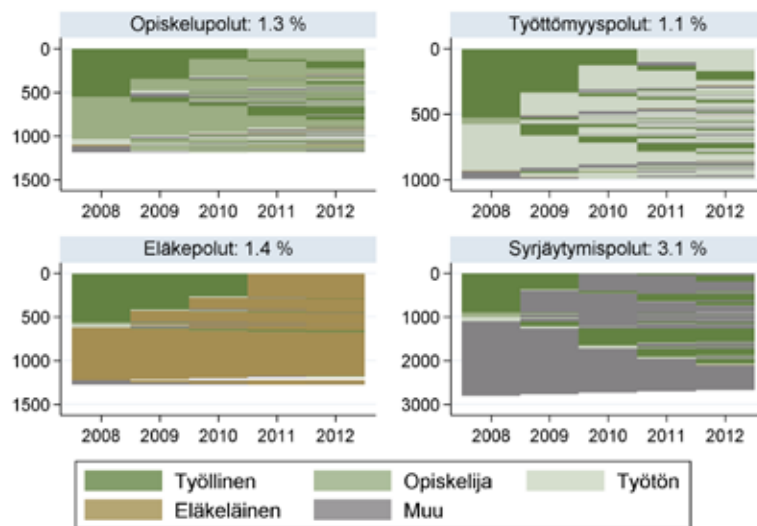 Opiskelupolut: 1.3 %
0
500
1000
1500
2008 2009 2010 2011 2012
Työttömyyspolut: 1.1 %
0
500
1000
2008 2009 2010 2011 2012
Eläkepolut: 1.4 %
0
500
1000
1500
2008 2009 2010 2011 2012
Syrjäytymispolut: 3.1 %
0
1000
2000
3000
2008 2009 2010 2011 2012
Työllinen Opiskelija Työtön
Eläkeläinen Muu